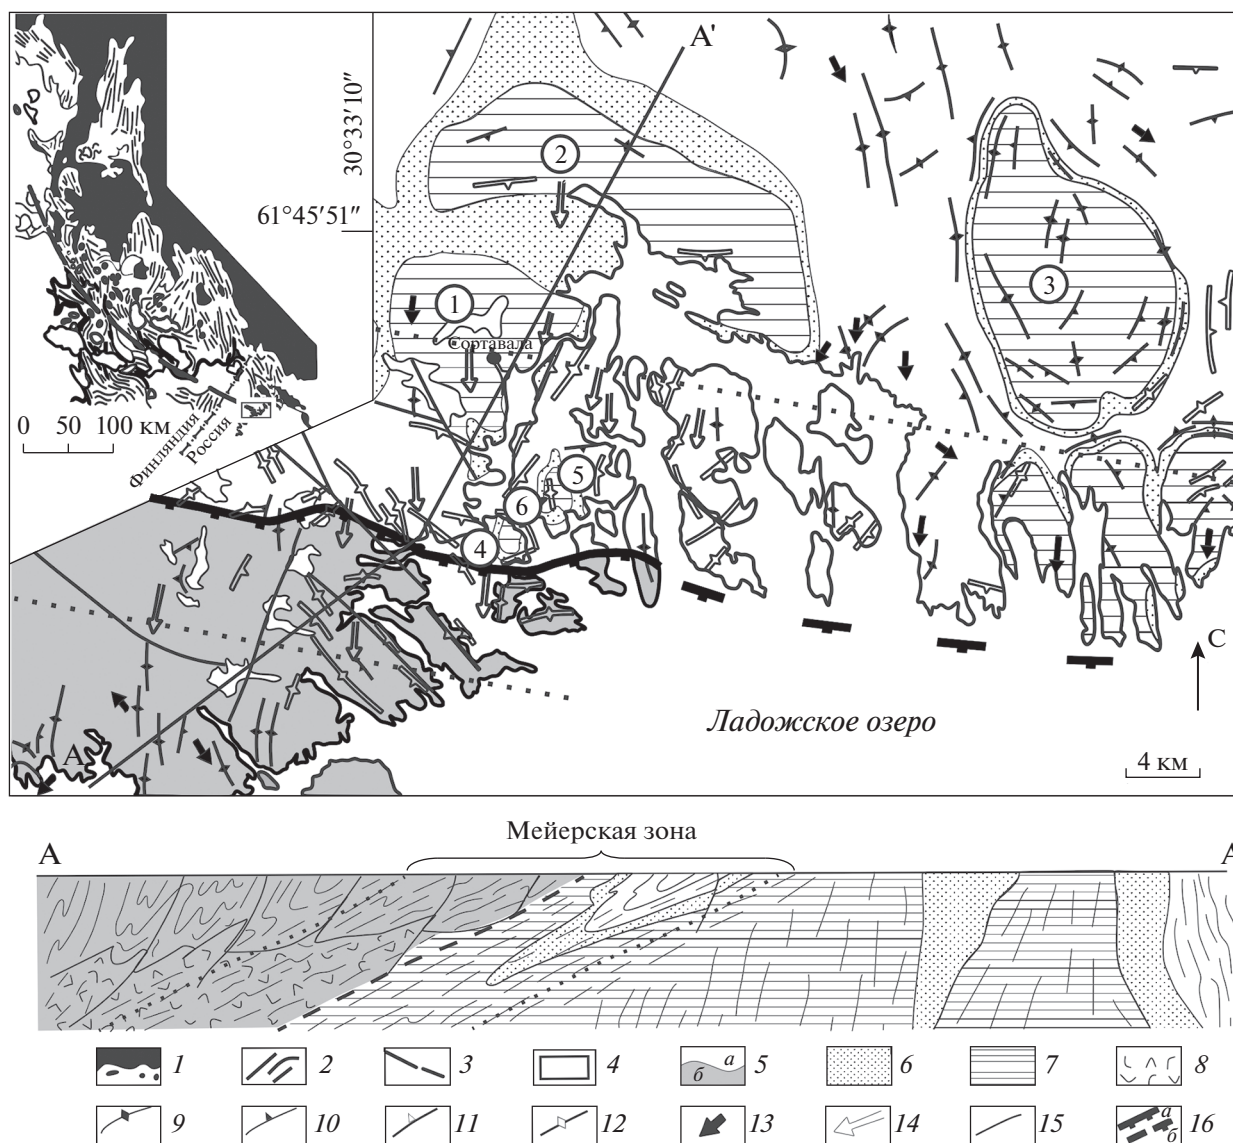 A'
30°33′10″
61°45′51″
2
3
1
Сортавала
0 50 100 км
Финляндия
Россия
5
6
4
С
Ладожское озеро
А
4 км
Мейерская зона
А
А
1 2 3 4 а б 5 6 7 8
9 10 11 12 13 14 15 а б 16